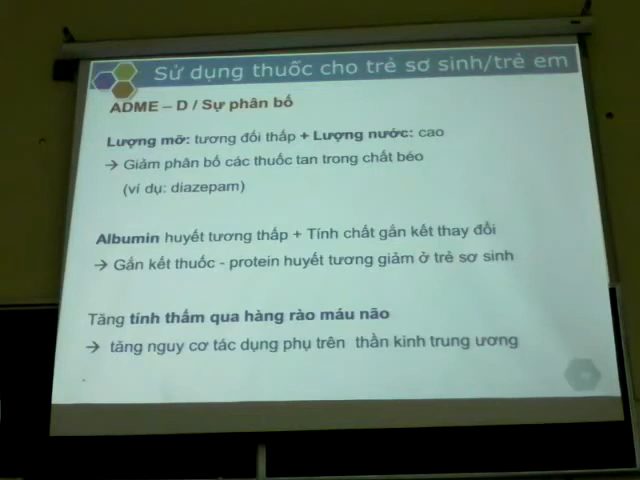 Sử dụng thuốc cho trẻ sơ sinh/trẻ em
ADME – D / Sự phân bố
Lượng mỡ: tương đối thấp + Lượng nước: cao
→ Giảm phân bố các thuốc tan trong chất béo
(ví dụ: diazepam)
Albumin huyết tương thấp + Tính chất gắn kết thay đổi
→ Gắn kết thuốc - protein huyết tương giảm ở trẻ sơ sinh
Tăng tính thấm qua hàng rào máu não
→ tăng nguy cơ tác dụng phụ trên thần kinh trung ương